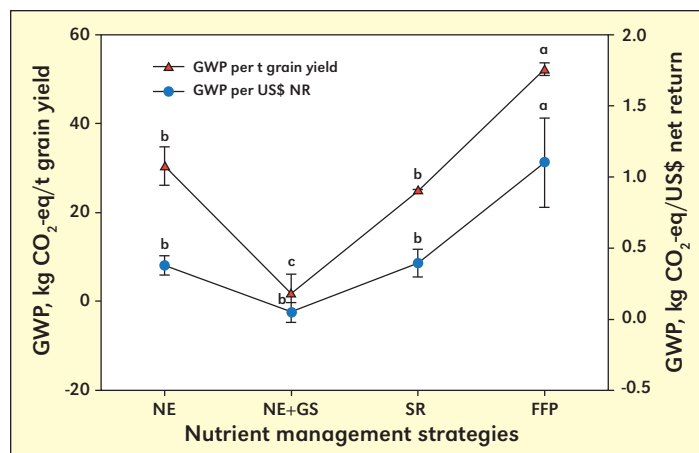 GWP, kg CO₂-eq/t grain yield
60
40
20
0
-20
GWP per t grain yield
GWP per US$ NR
b
b
c
b
b
b
a
a
2.0
1.5
1.0
0.5
0.0
-0.5
GWP, kg CO₂-eq/US$ net return
NE
NE+GS
SR
FFP
Nutrient management strategies